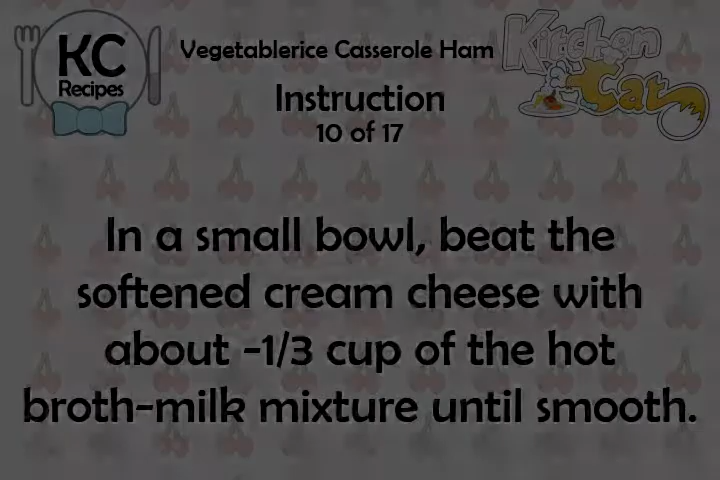 KC
Recipes
Vegetablerice Casserole Ham
Kitchen
Cat
Instruction
10 of 17
In a small bowl, beat the
softened cream cheese with
about -1/3 cup of the hot
broth-milk mixture until smooth.